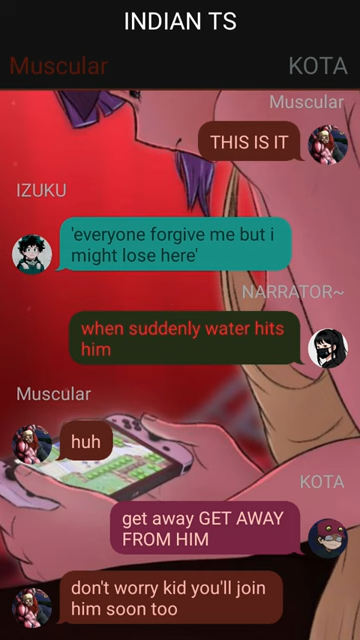 INDIAN TS
Muscular KOTA
Muscular
THIS IS IT
IZUKU
'everyone forgive me but i
might lose here'
NARRATOR~
when suddenly water hits
him
Muscular
huh
KOTA
get away GET AWAY
FROM HIM
don't worry kid you'll join
him soon too